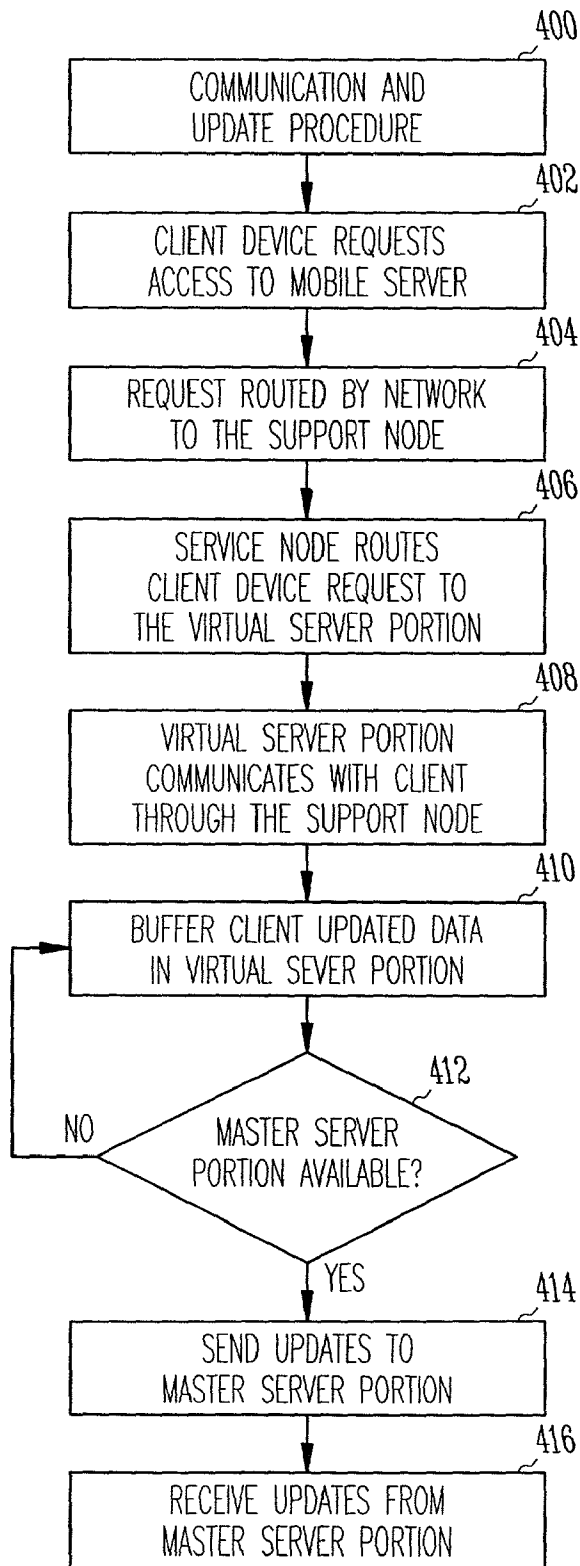 400
COMMUNICATION AND
UPDATE PROCEDURE
402
CLIENT DEVICE REQUESTS
ACCESS TO MOBILE SERVER
404
REQUEST ROUTED BY NETWORK
TO THE SUPPORT NODE
406
SERVICE NODE ROUTES
CLIENT DEVICE REQUEST TO
THE VIRTUAL SERVER PORTION
408
VIRTUAL SERVER PORTION
COMMUNICATES WITH CLIENT
THROUGH THE SUPPORT NODE
410
BUFFER CLIENT UPDATED DATA
IN VIRTUAL SEVER PORTION
412
NO
MASTER SERVER
PORTION AVAILABLE?
YES
414
SEND UPDATES TO
MASTER SERVER PORTION
416
RECEIVE UPDATES FROM
MASTER SERVER PORTION